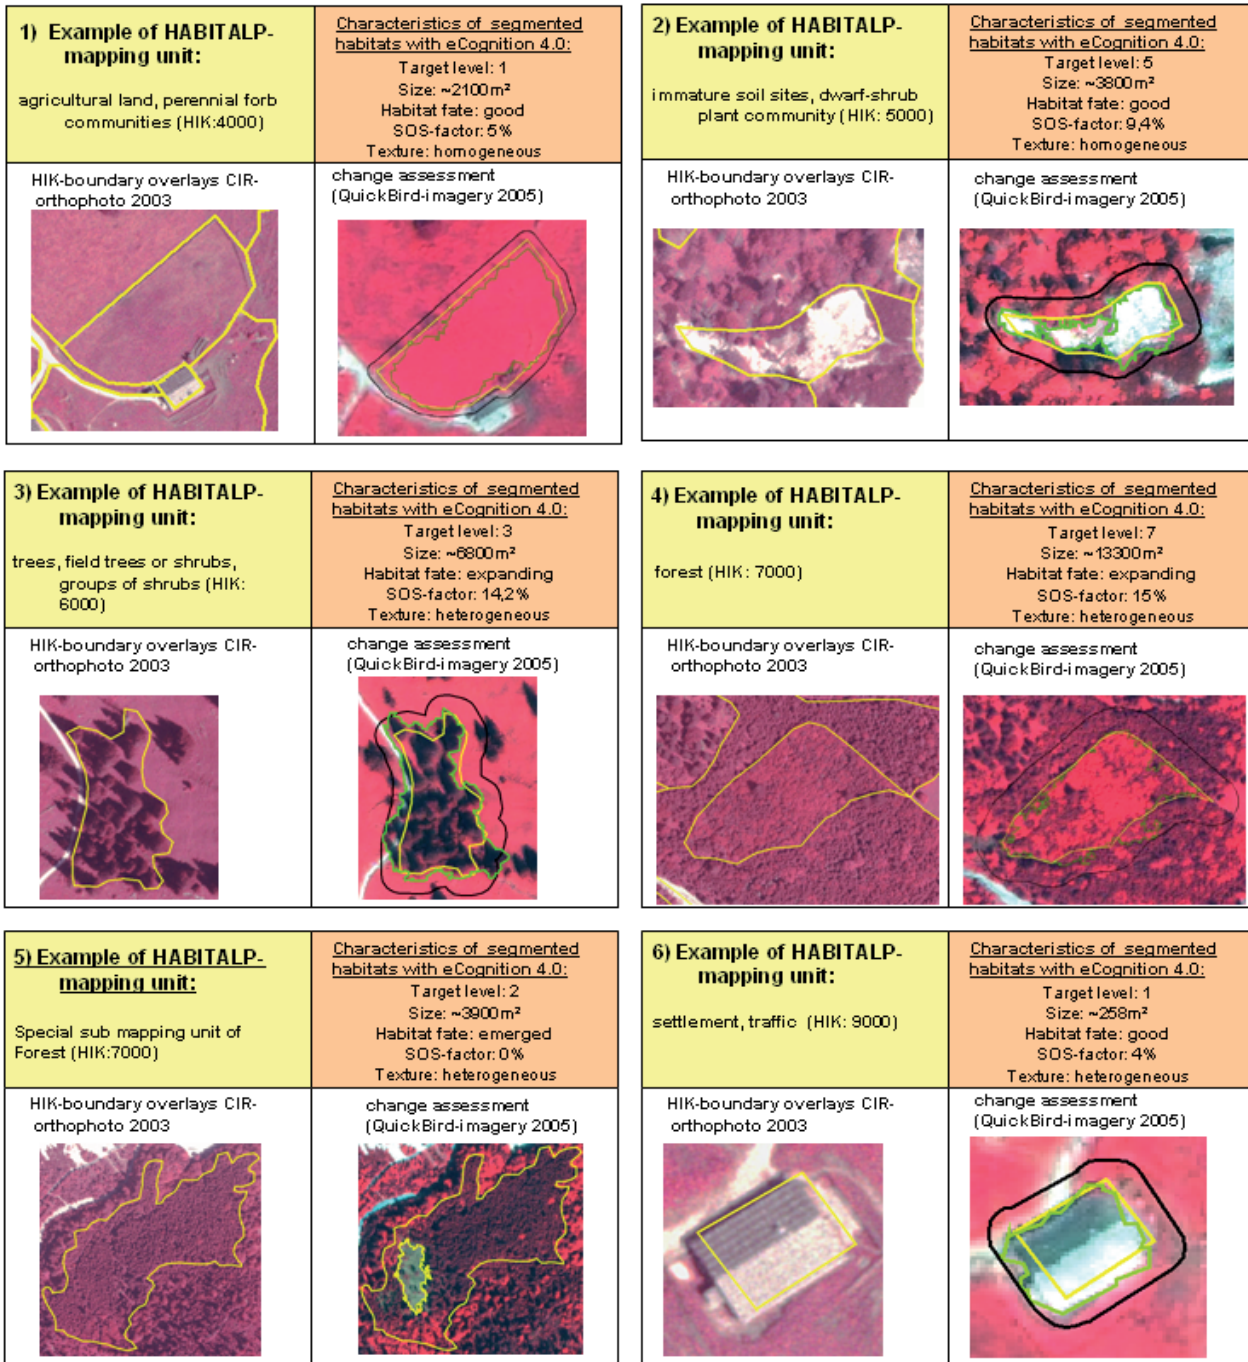 1) Example of HABITALP-
mapping unit:
agricultural land, perennial forb
communities (HIK:4000)
Characteristics of segmented
habitats with eCognition 4.0:
Target level: 1
Size: ~2100m²
Habitat fate: good
SOS-factor: 5%
Texture: homogeneous
HIK-boundary overlays CIR-
orthophoto 2003
change assessment
(QuickBird-imagery 2005)
2) Example of HABITALP-
mapping unit:
immature soil sites, dwarf-shrub
plant community (HIK: 5000)
Characteristics of segmented
habitats with eCognition 4.0:
Target level: 5
Size: ~3800m²
Habitat fate: good
SOS-factor: 9,4%
Texture: homogeneous
HIK-boundary overlays CIR-
orthophoto 2003
change assessment
(QuickBird-imagery 2005)
3) Example of HABITALP-
mapping unit:
trees, field trees or shrubs,
groups of shrubs (HIK:
6000)
Characteristics of segmented
habitats with eCognition 4.0:
Target level: 3
Size: ~6800m²
Habitat fate: expanding
SOS-factor: 14,2%
Texture: heterogeneous
HIK-boundary overlays CIR-
orthophoto 2003
change assessment
(QuickBird-imagery 2005)
4) Example of HABITALP-
mapping unit:
forest (HIK: 7000)
Characteristics of segmented
habitats with eCognition 4.0:
Target level: 7
Size: ~13300m²
Habitat fate: expanding
SOS-factor: 15%
Texture: heterogeneous
HIK-boundary overlays CIR-
orthophoto 2003
change assessment
(QuickBird-imagery 2005)
5) Example of HABITALP-
mapping unit:
Special sub mapping unit of
Forest (HIK:7000)
Characteristics of segmented
habitats with eCognition 4.0:
Target level: 2
Size: ~3900m²
Habitat fate: emerged
SOS-factor: 0%
Texture: heterogeneous
HIK-boundary overlays CIR-
orthophoto 2003
change assessment
(QuickBird-imagery 2005)
6) Example of HABITALP-
mapping unit:
settlement, traffic (HIK: 9000)
Characteristics of segmented
habitats with eCognition 4.0:
Target level: 1
Size: ~258m²
Habitat fate: good
SOS-factor: 4%
Texture: heterogeneous
HIK-boundary overlays CIR-
orthophoto 2003
change assessment
(QuickBird-imagery 2005)